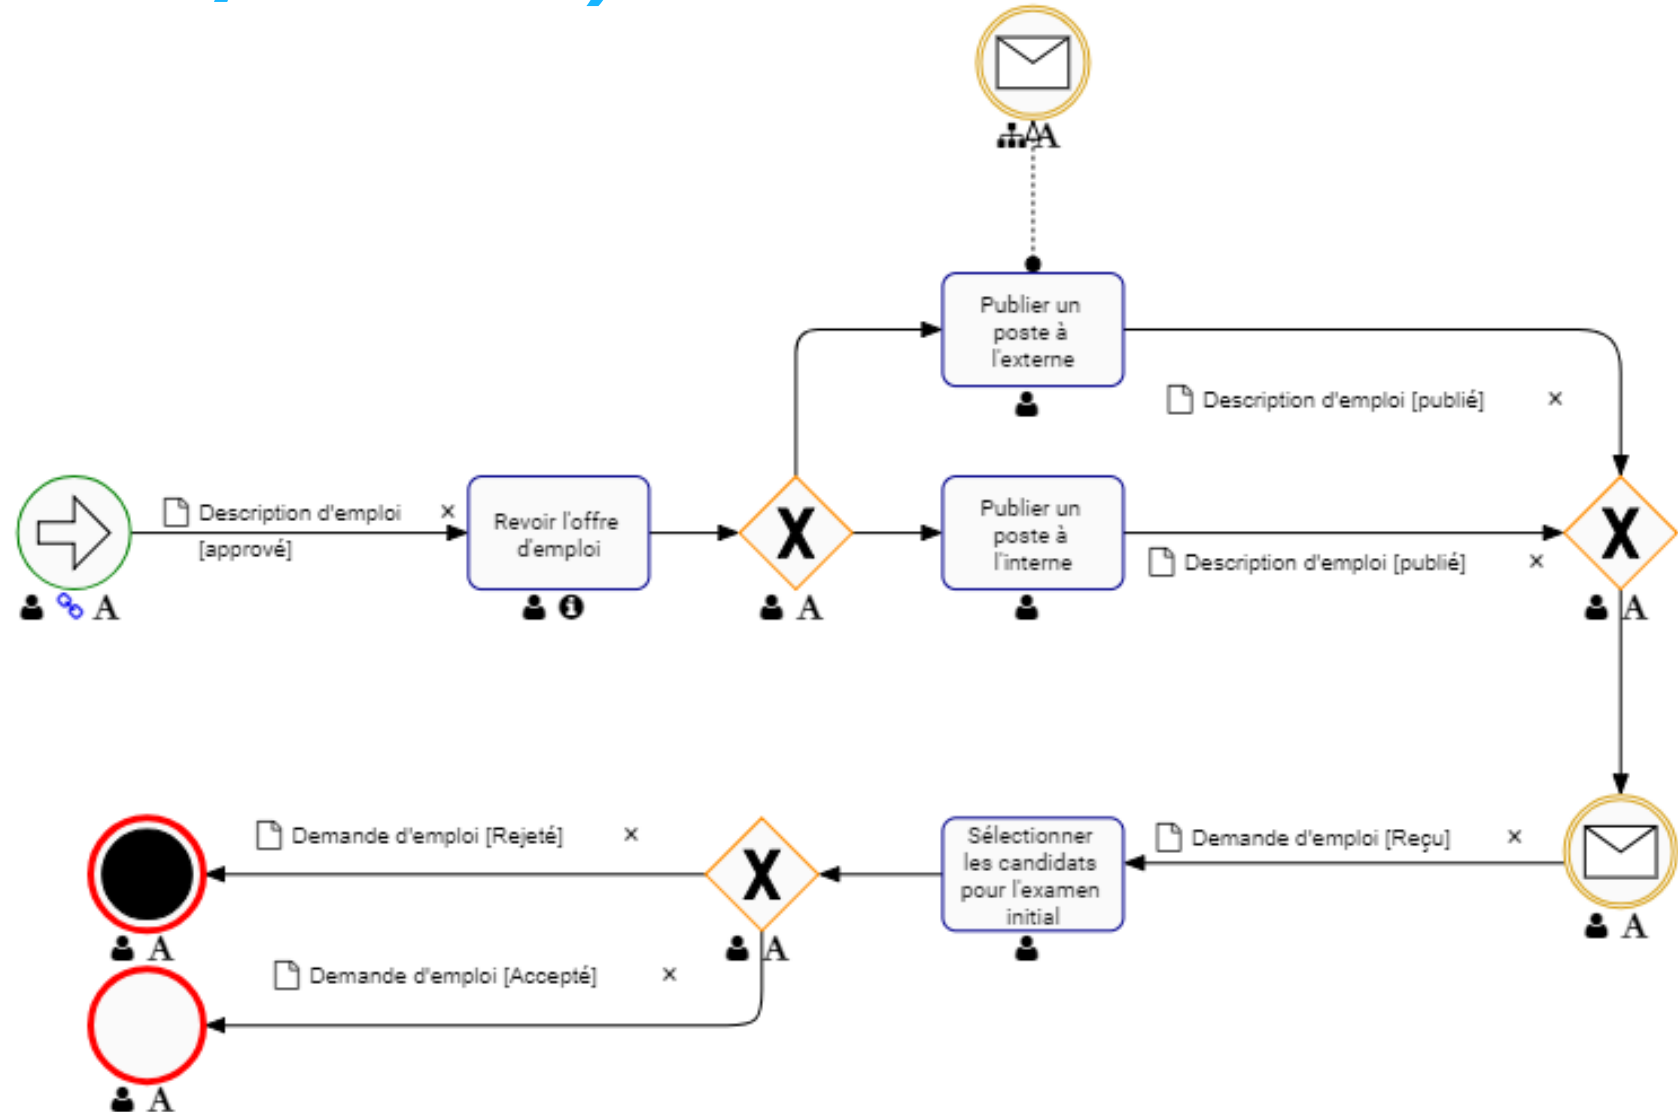 Publier un
poste à
l'externe
Description d'emploi [publié]
Description d'emploi
[approvél
Revoir l'offre
d'emploi
X
Publier un
poste à
l'interne
Description d'emploi [publié]
X
A
A
A
A
Demande d'emploi [Rejeté]
X
Sélectionner
les candidats
pour l'examen
initial
Demande d'emploi [Reçu]
A
A
A
Demande d'emploi [Accepté]
A